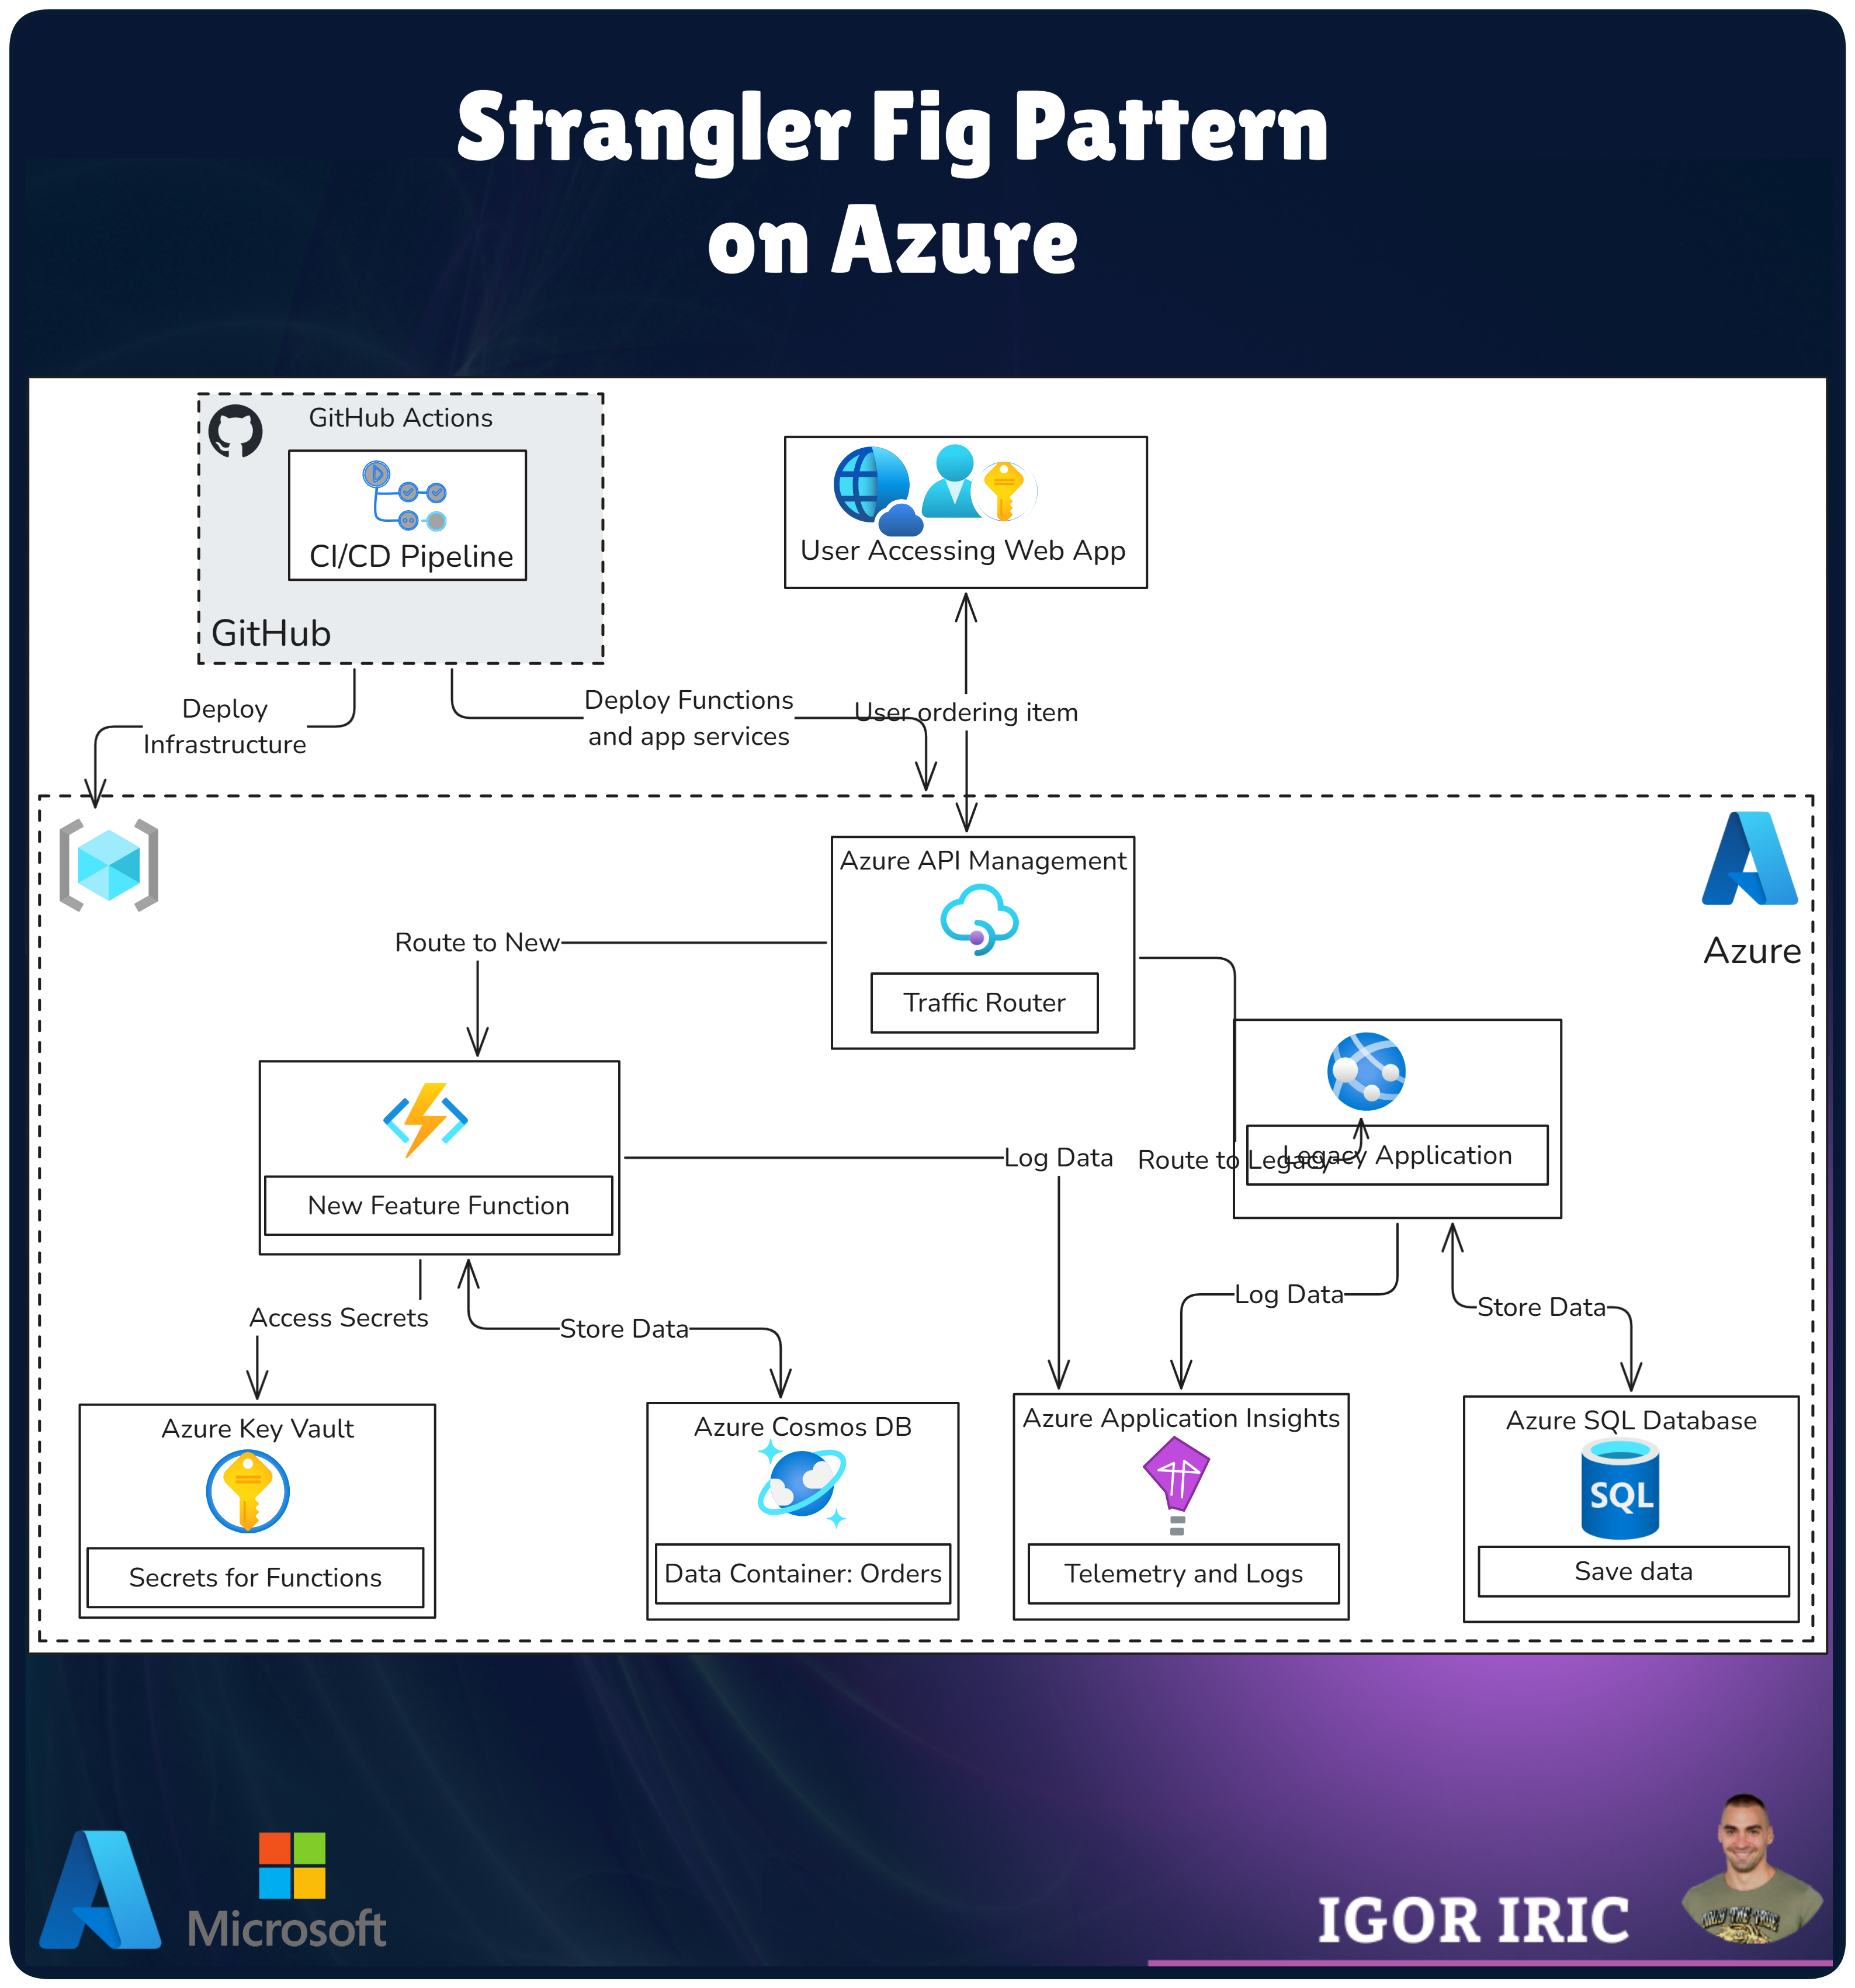 Strangler Fig Pattern
on Azure
GitHub Actions
CI/CD Pipeline
GitHub
User Accessing Web App
Deploy
Infrastructure
Deploy Functions
and app services
User ordering item
Azure API Management
Traffic Router
Azure
Route to New
New Feature Function
Log Data
Route to Legacy
Legacy Application
Access Secrets
Store Data
Log Data
Store Data
Azure Key Vault
Secrets for Functions
Azure Cosmos DB
Data Container: Orders
Azure Application Insights
Telemetry and Logs
Azure SQL Database
SQL
Save data
Microsoft
IGOR IRIC